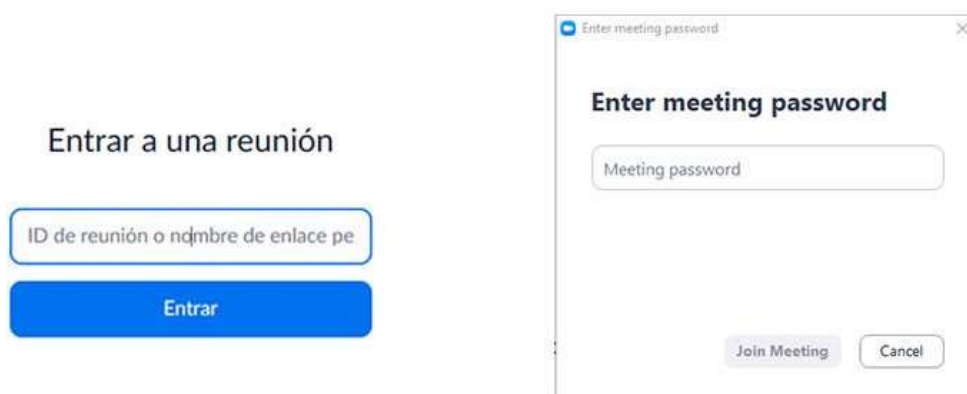 Entrar a una reunión
ID de reunión o nombre de enlace pe
Entrar
Enter meeting password
Enter meeting password
Meeting password
Join Meeting
Cancel